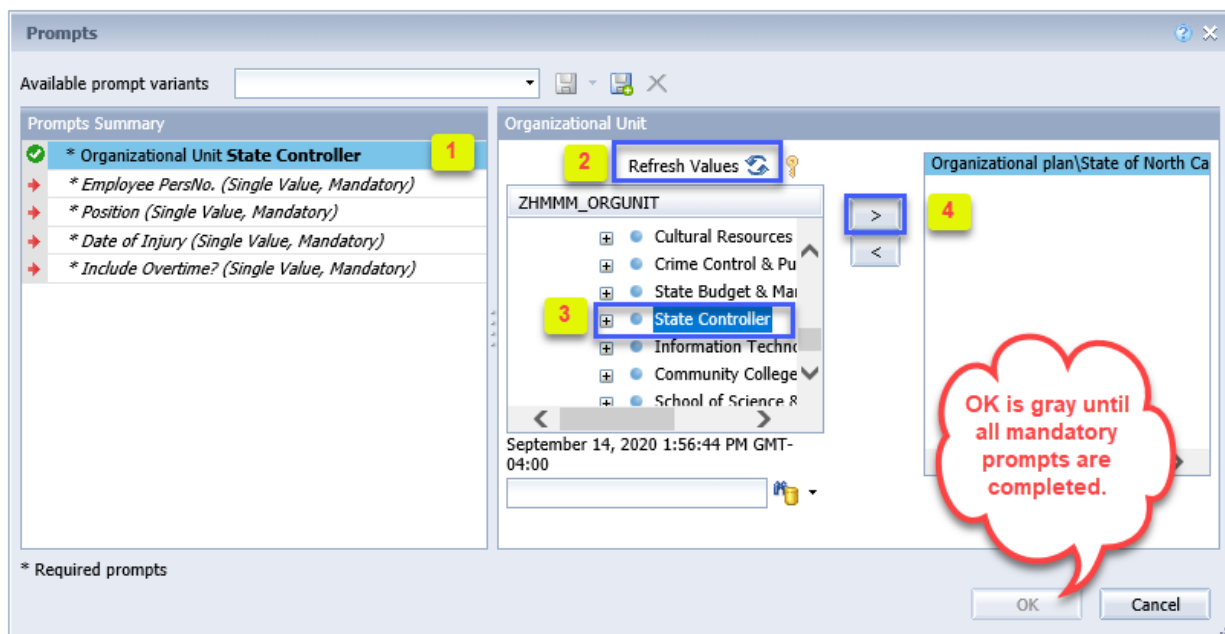 Prompts
Available prompt variants
Prompts Summary
* Organizational Unit State Controller
1
* Employee PersNo. (Single Value, Mandatory)
* Position (Single Value, Mandatory)
* Date of Injury (Single Value, Mandatory)
* Include Overtime? (Single Value, Mandatory)
Organizational Unit
2
Refresh Values
ZHMMM_ORGUNIT
Cultural Resources
Crime Control & Pu
State Budget & Mai
3
State Controller
Information Techno
Community College
School of Science &
September 14, 2020 1:56:44 PM GMT-
04:00
>
4
<
Organizational plan\State of North Ca
OK is gray until
all mandatory
prompts are
completed.
* Required prompts
OK
Cancel